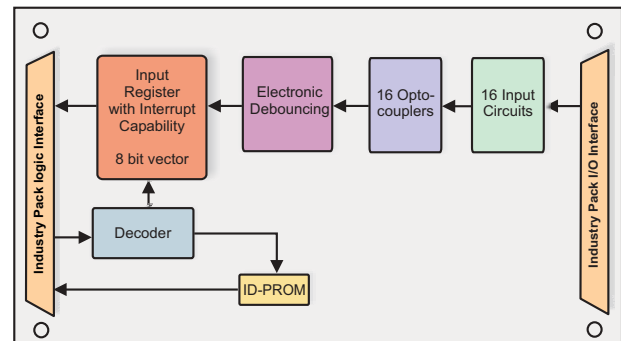 Industry Pack logic Interface
Input
Register
with Interrupt
Capability
8 bit vector
Electronic
Debouncing
16 Opto-
couplers
16 Input
Circuits
Industry Pack I/O Interface
Decoder
ID-PROM